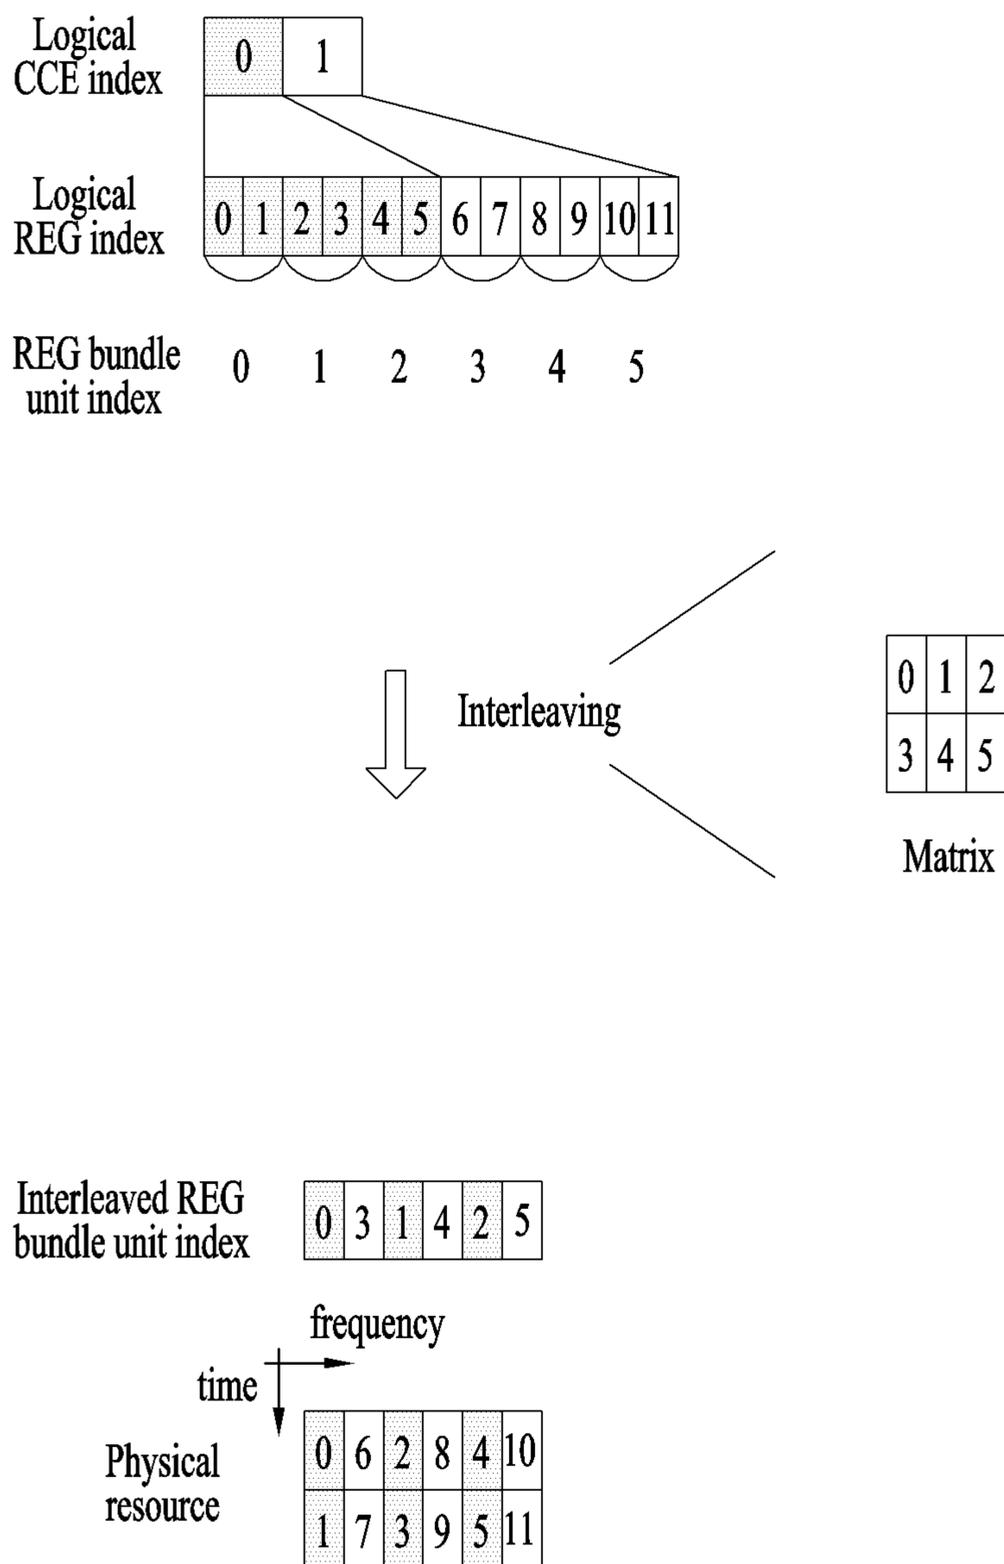 Logical
CCE index
0 1
Logical
REG index
0 1 2 3 4 5 6 7 8 9 10 11
REG bundle
unit index
0 1 2 3 4 5
Interleaving
0 1 2
3 4 5
Matrix
Interleaved REG
bundle unit index
0 3 1 4 2 5
frequency
time
Physical
resource
0 6 2 8 4 10
1 7 3 9 5 11